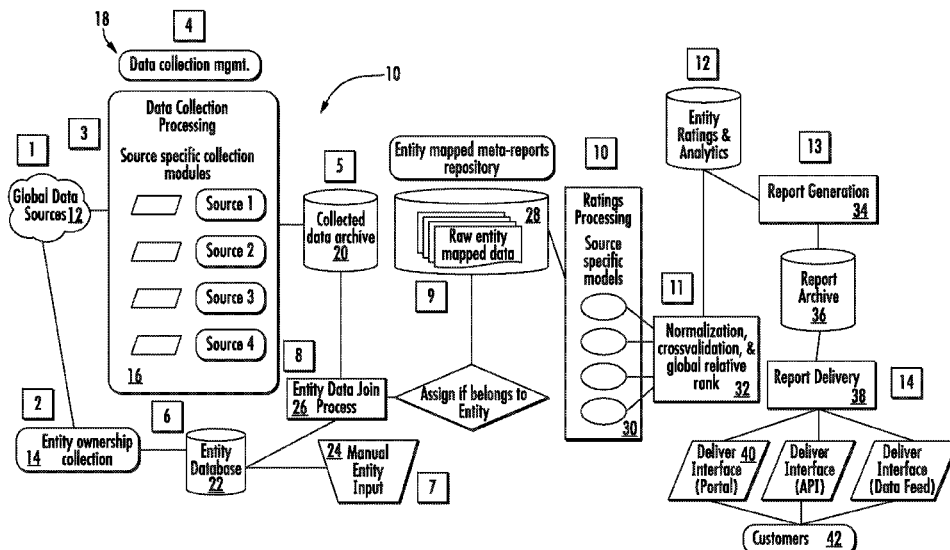 18
4
Data collection mgmt.
10
3
Data Collection
Processing
Source specific collection
modules
Source 1
Source 2
Source 3
Source 4
16
1
Global Data
Sources 12
2
14 Entity ownership
collection
5
Collected
data archive
20
6
Entity
Database
22
8
Entity Data Join
26 Process
24 Manual
Entity
Input
7
Entity mapped meta-reports
repository
28
Raw entity
mapped data
9
Assign if belongs to
Entity
10
Ratings
Processing
Source
specific
models
30
11
Normalization,
crossvalidation, &
global relative
rank 32
12
Entity
Ratings &
Analytics
13
Report Generation
34
Report
Archive
36
Report Delivery
38
14
Deliver 40
Interface
(Portal)
Deliver
Interface
(API)
Deliver
Interface
(Data Feed)
Customers 42